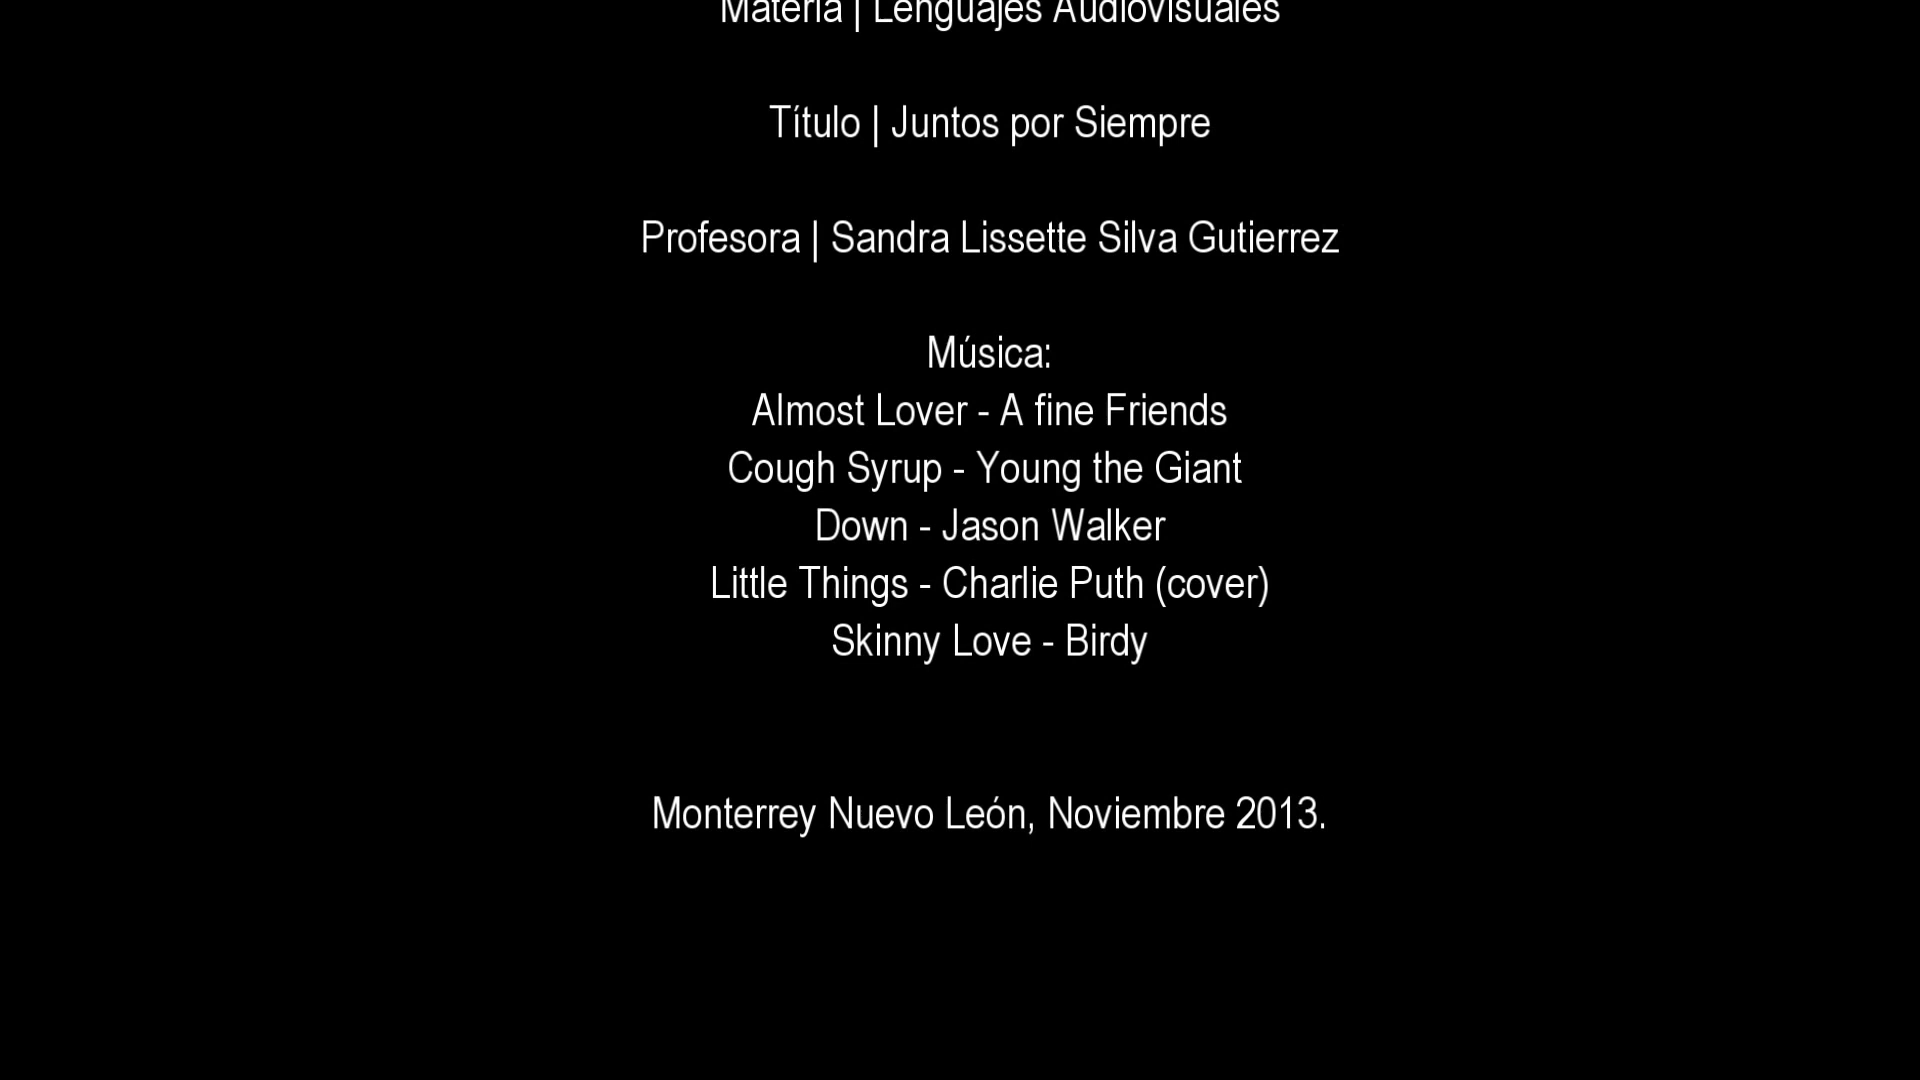 Materia | Lenguajes Audiovisuales
Título | Juntos por Siempre
Profesora | Sandra Lissette Silva Gutierrez
Música:
Almost Lover - A fine Friends
Cough Syrup - Young the Giant
Down - Jason Walker
Little Things - Charlie Puth (cover)
Skinny Love - Birdy
Monterrey Nuevo León, Noviembre 2013.